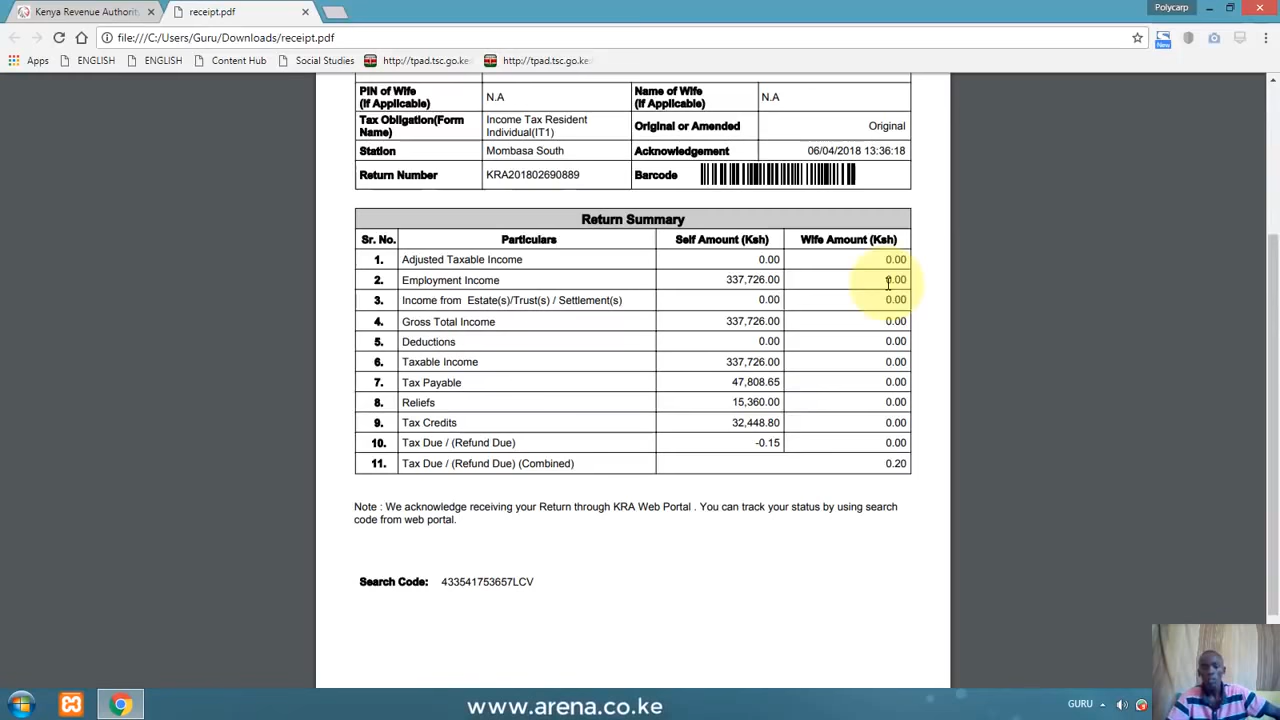 Kenya Revenue Authorit
receipt.pdf
Polycarp
file:///C:/Users/Guru/Downloads/receipt.pdf
New
Apps ENGLISH ENGLISH Content Hub Social Studies http://tpad.tsc.go.ke http://tpad.tsc.go.ke
PIN of Wife (If Applicable) N.A Name of Wife (If Applicable) N.A
Tax Obligation(Form Name) Income Tax Resident Individual(IT1) Original or Amended Original
Station Mombasa South Acknowledgement 06/04/2018 13:36:18
Return Number KRA201802690889 Barcode
Return Summary
Sr. No. Particulars Self Amount (Ksh) Wife Amount (Ksh)
1. Adjusted Taxable Income 0.00 0.00
2. Employment Income 337,726.00 0.00
3. Income from Estate(s)/Trust(s) / Settlement(s) 0.00 0.00
4. Gross Total Income 337,726.00 0.00
5. Deductions 0.00 0.00
6. Taxable Income 337,726.00 0.00
7. Tax Payable 47,808.65 0.00
8. Reliefs 15,360.00 0.00
9. Tax Credits 32,448.80 0.00
10. Tax Due / (Refund Due) -0.15 0.00
11. Tax Due / (Refund Due) (Combined) 0.20
Note : We acknowledge receiving your Return through KRA Web Portal . You can track your status by using search
code from web portal.
Search Code: 433541753657LCV
www.arena.co.ke
GURU